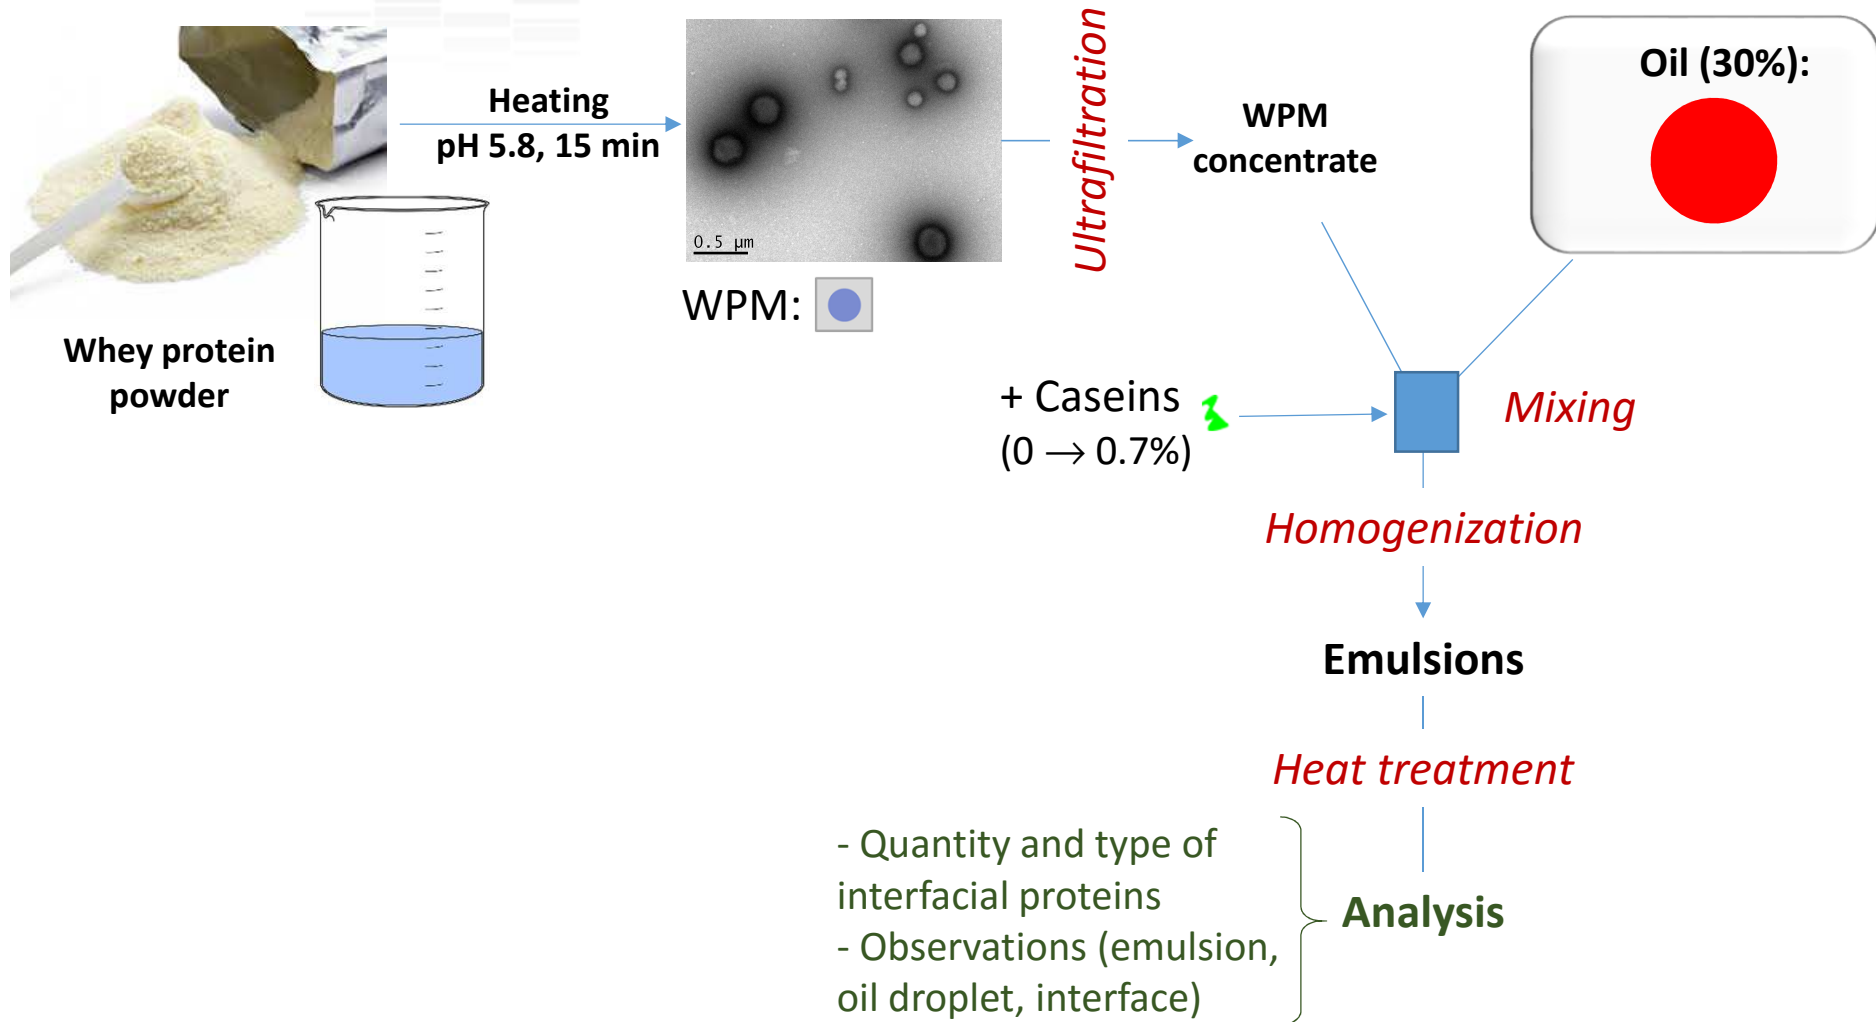 Heating
pH 5.8, 15 min
Whey protein
powder
0.5 µm
WPM:
Ultrafiltration
WPM
concentrate
Oil (30%):
+ Caseins
(0 → 0.7%)
Mixing
Homogenization
Emulsions
Heat treatment
- Quantity and type of
interfacial proteins
- Observations (emulsion,
oil droplet, interface)
Analysis